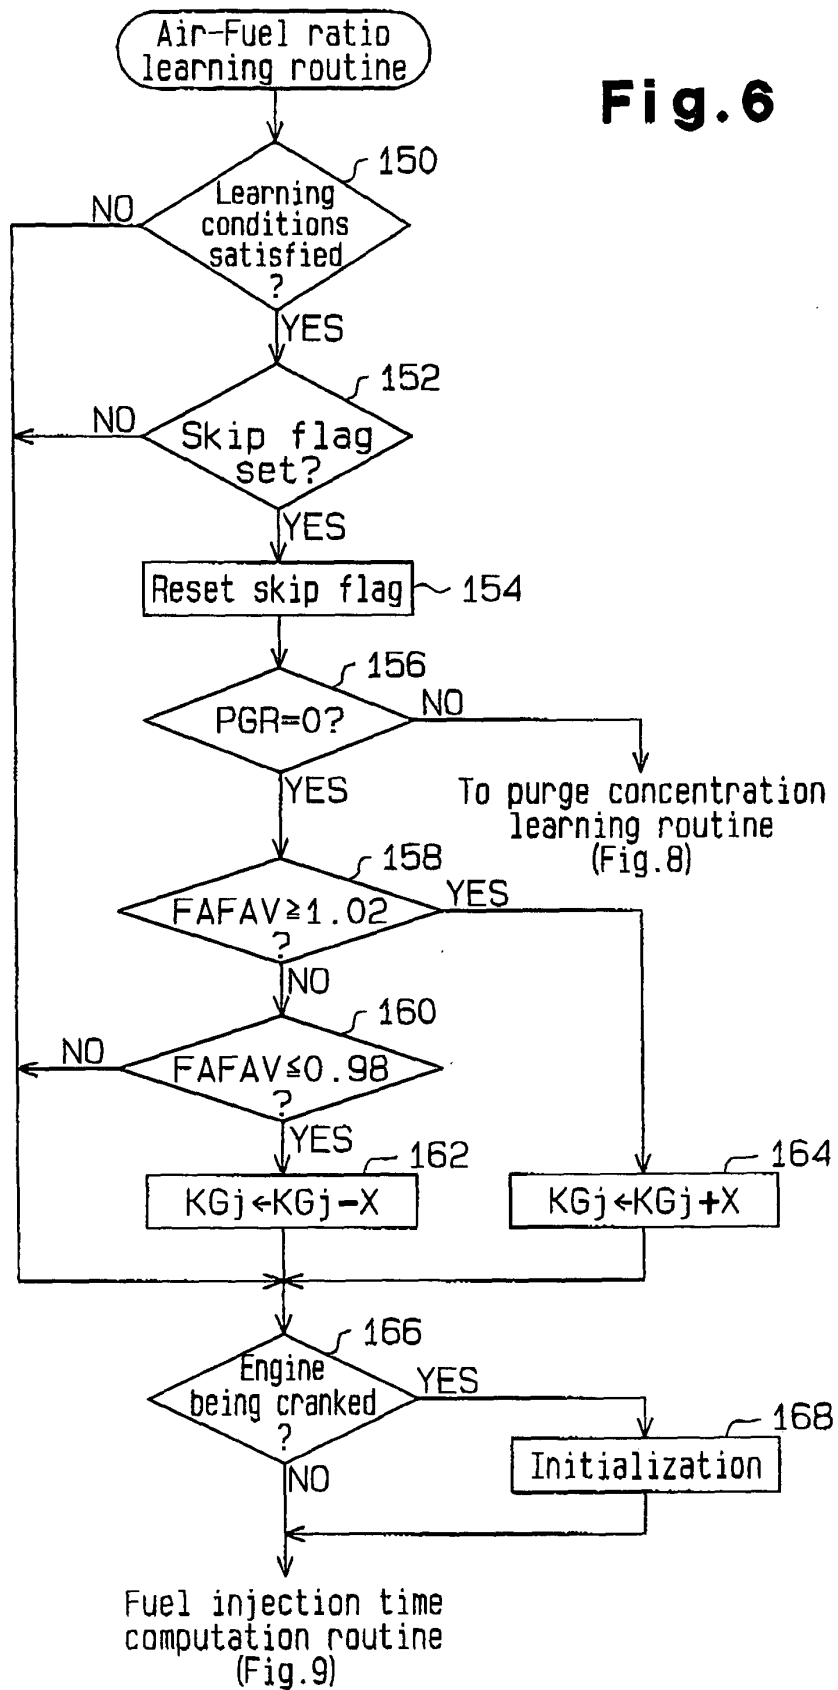 Air-Fuel ratio
learning routine
Fig.6
150
Learning
conditions
satisfied
?
NO
YES
152
Skip flag
set?
NO
YES
Reset skip flag
154
156
PGR=0?
NO
YES
To purge concentration
learning routine
(Fig.8)
158
FAFAV≧1.02
?
YES
NO
160
FAFAV≦0.98
?
NO
YES
162
KGj←KGj-X
164
KGj←KGj+X
166
Engine
being cranked
?
YES
NO
168
Initialization
Fuel injection time
computation routine
(Fig.9)